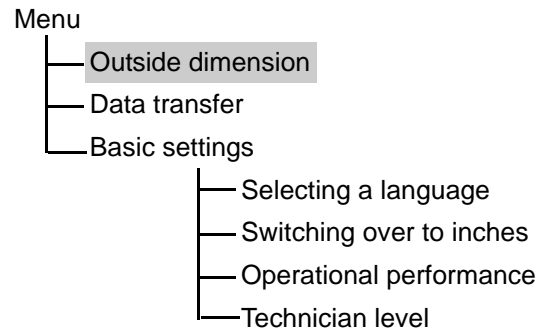 Menu
Outside dimension
Data transfer
Basic settings
Selecting a language
Switching over to inches
Operational performance
Technician level